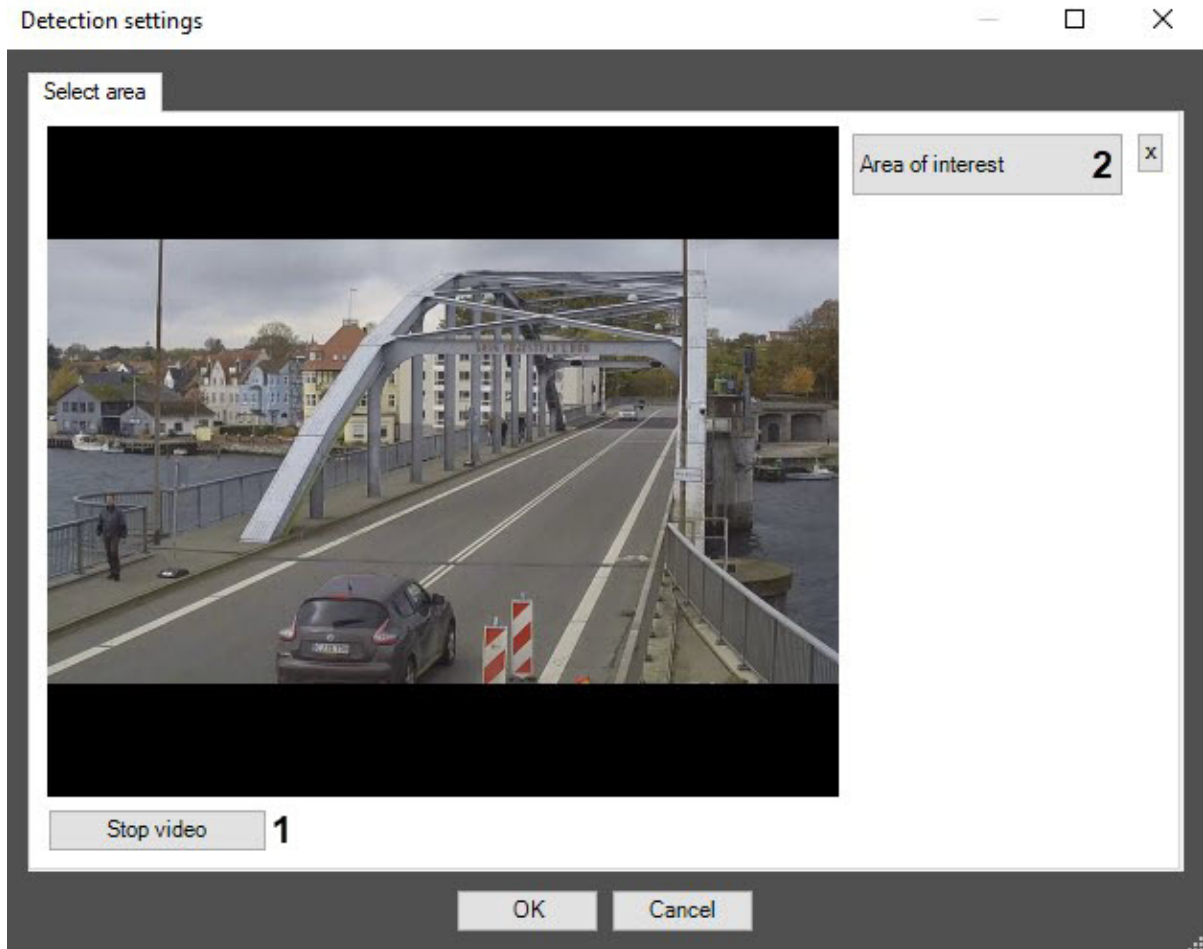 Detection settings
Select area
Area of interest 2
x
Stop video 1
OK Cancel